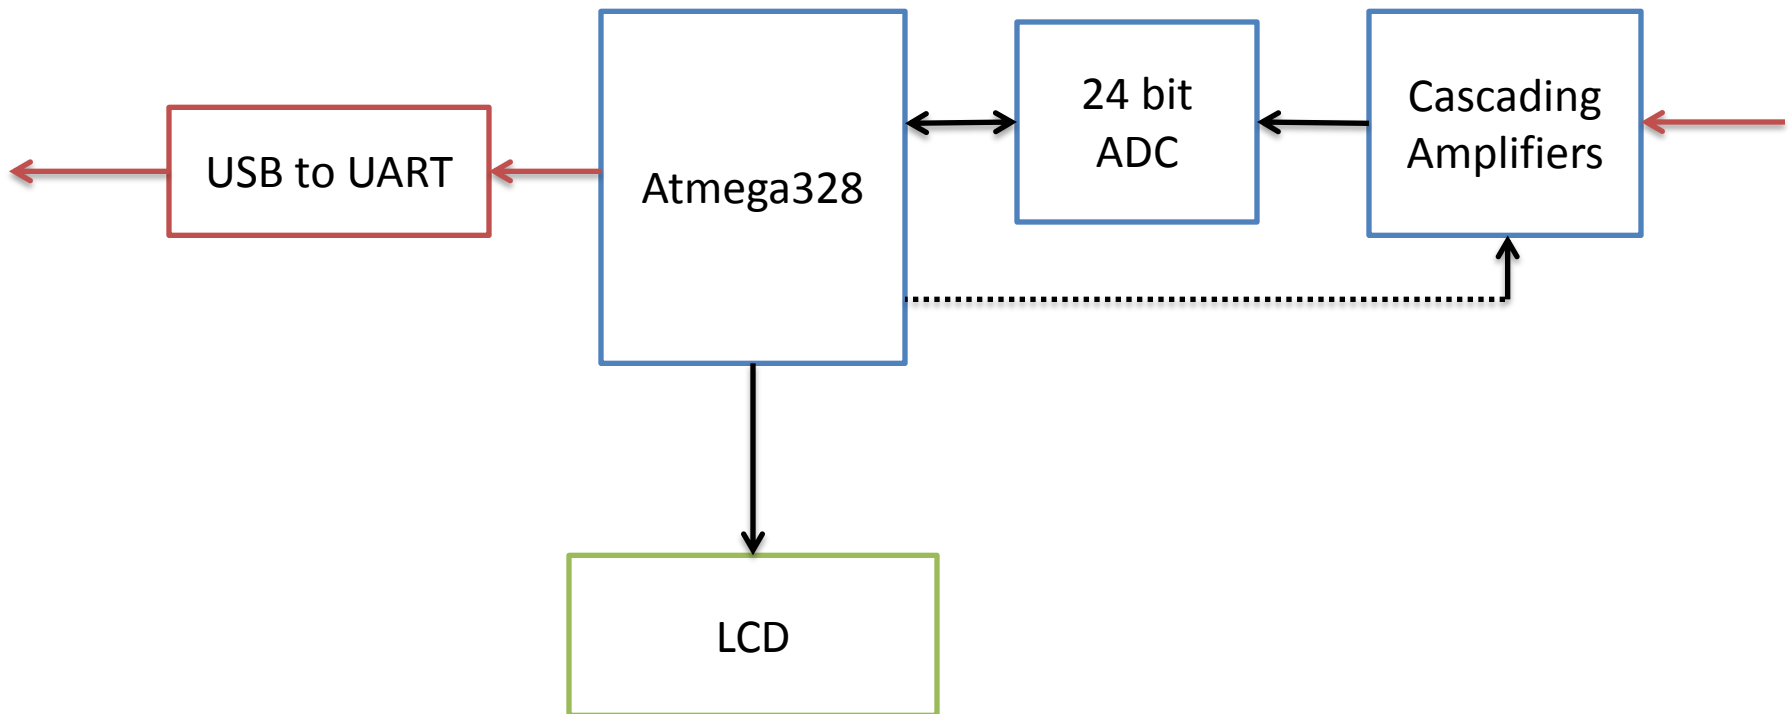 USB to UART
Atmega328
24 bit
ADC
Cascading
Amplifiers
LCD